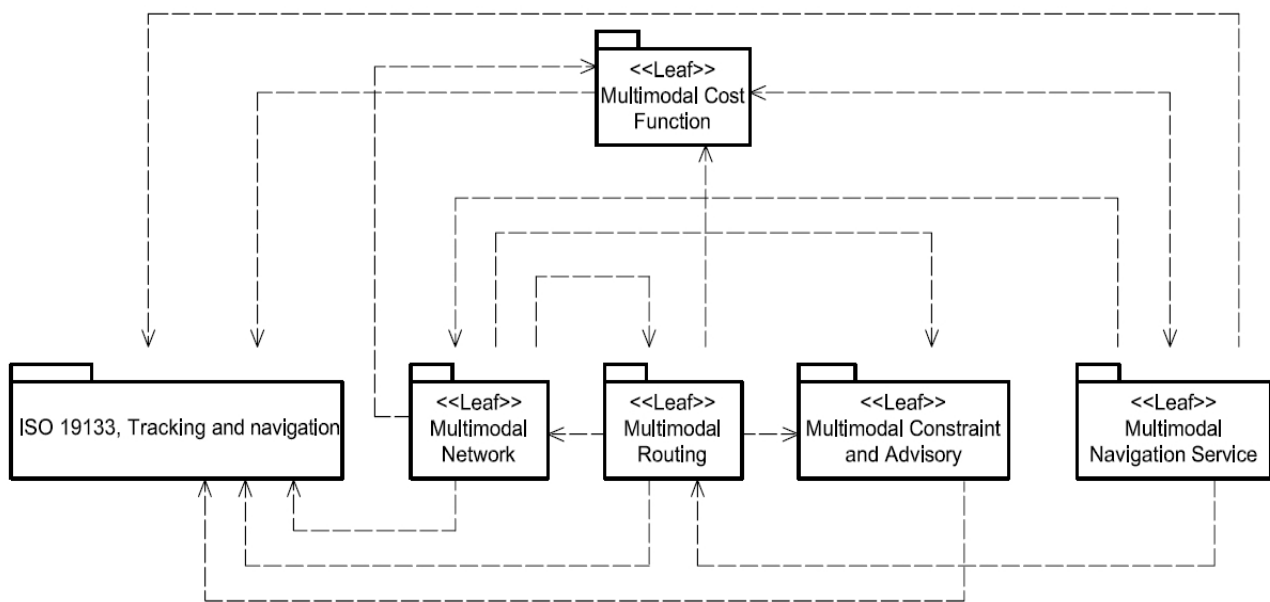 <<Leaf>>
Multimodal Cost
Function
ISO 19133, Tracking and navigation
<<Leaf>>
Multimodal
Network
<<Leaf>>
Multimodal
Routing
<<Leaf>>
Multimodal Constraint
and Advisory
<<Leaf>>
Multimodal
Navigation Service